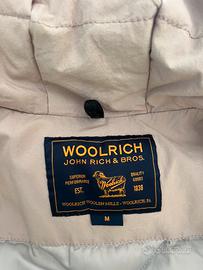 WOOLRICH
JOHN RICH & BROS.
SUPERIOR PERFORMANCE
QUALITY GOODS
Woolrich
EST. 1830
WOOLRICH WOOLEN MILLS - WOOLRICH, PA
M